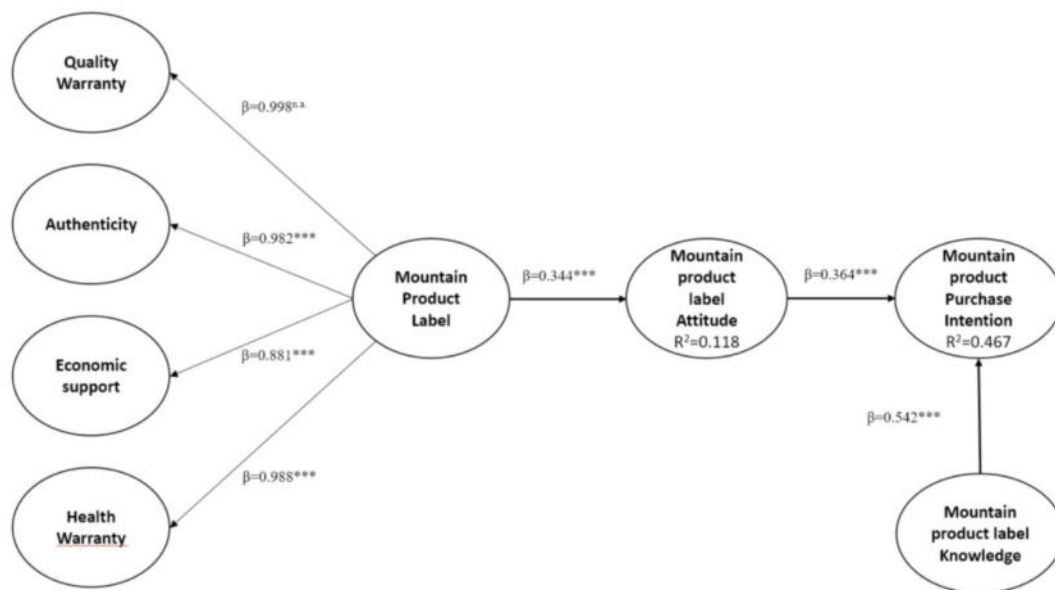 Quality
Warranty
β=0.998ⁿ·ˢ·
Authenticity
β=0.982***
Mountain
Product
Label
β=0.344***
Mountain
product
label
Attitude
R²=0.118
β=0.364***
Mountain
product
Purchase
Intention
R²=0.467
Economic
support
β=0.881***
β=0.542***
Health
Warranty
β=0.988***
Mountain
product label
Knowledge